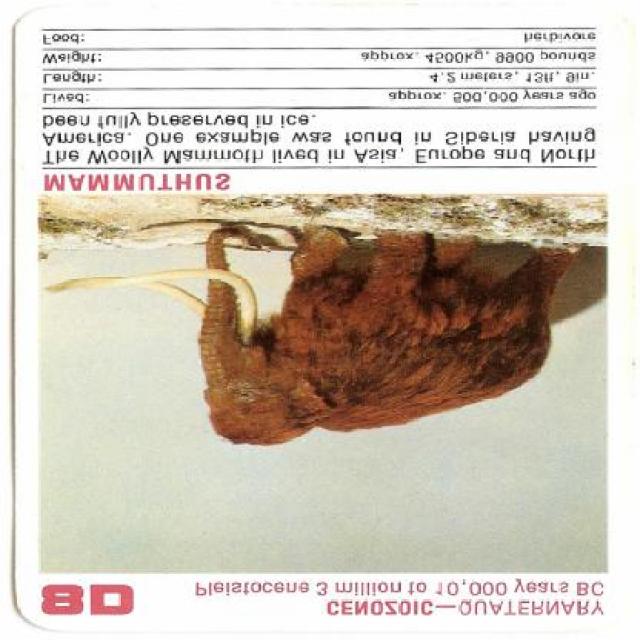 8D
CENOZOIC—QUATERNARY
Pleistocene 3 million to 10,000 years BC
MAMMUTHUS
The Woolly Mammoth lived in Asia, Europe and North
America. One example was found in Siberia having
been fully preserved in ice.
Lived: approx. 500,000 years ago
Length: 4.2 meters, 13ft, 9in.
Weight: approx. 4500kg, 9900 pounds
Food: herbivore